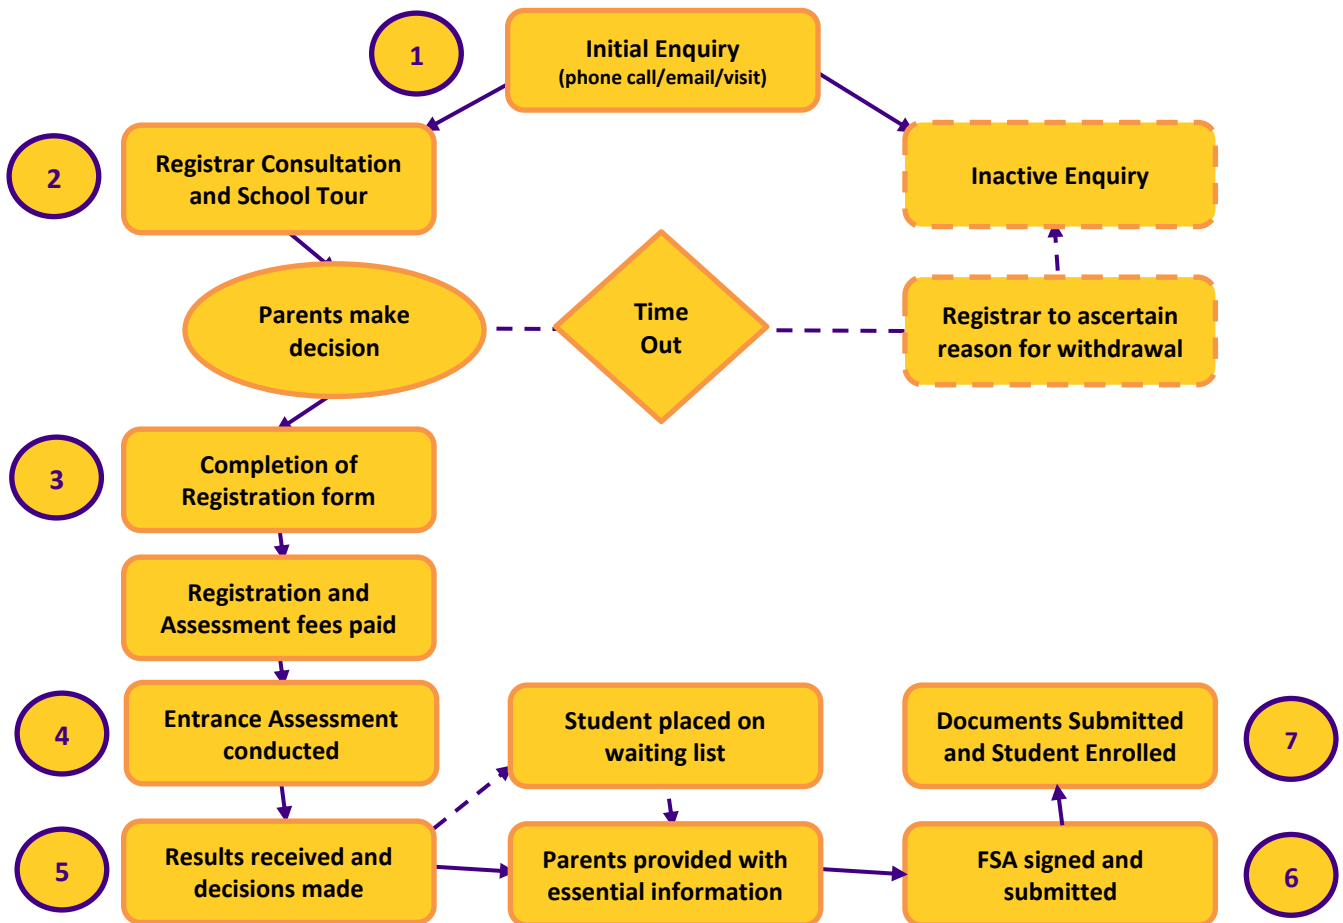 1
Initial Enquiry
(phone call/email/visit)
2
Registrar Consultation
and School Tour
Inactive Enquiry
Parents make
decision
Time
Out
Registrar to ascertain
reason for withdrawal
3
Completion of
Registration form
Registration and
Assessment fees paid
4
Entrance Assessment
conducted
Student placed on
waiting list
Documents Submitted
and Student Enrolled
7
5
Results received and
decisions made
Parents provided with
essential information
FSA signed and
submitted
6